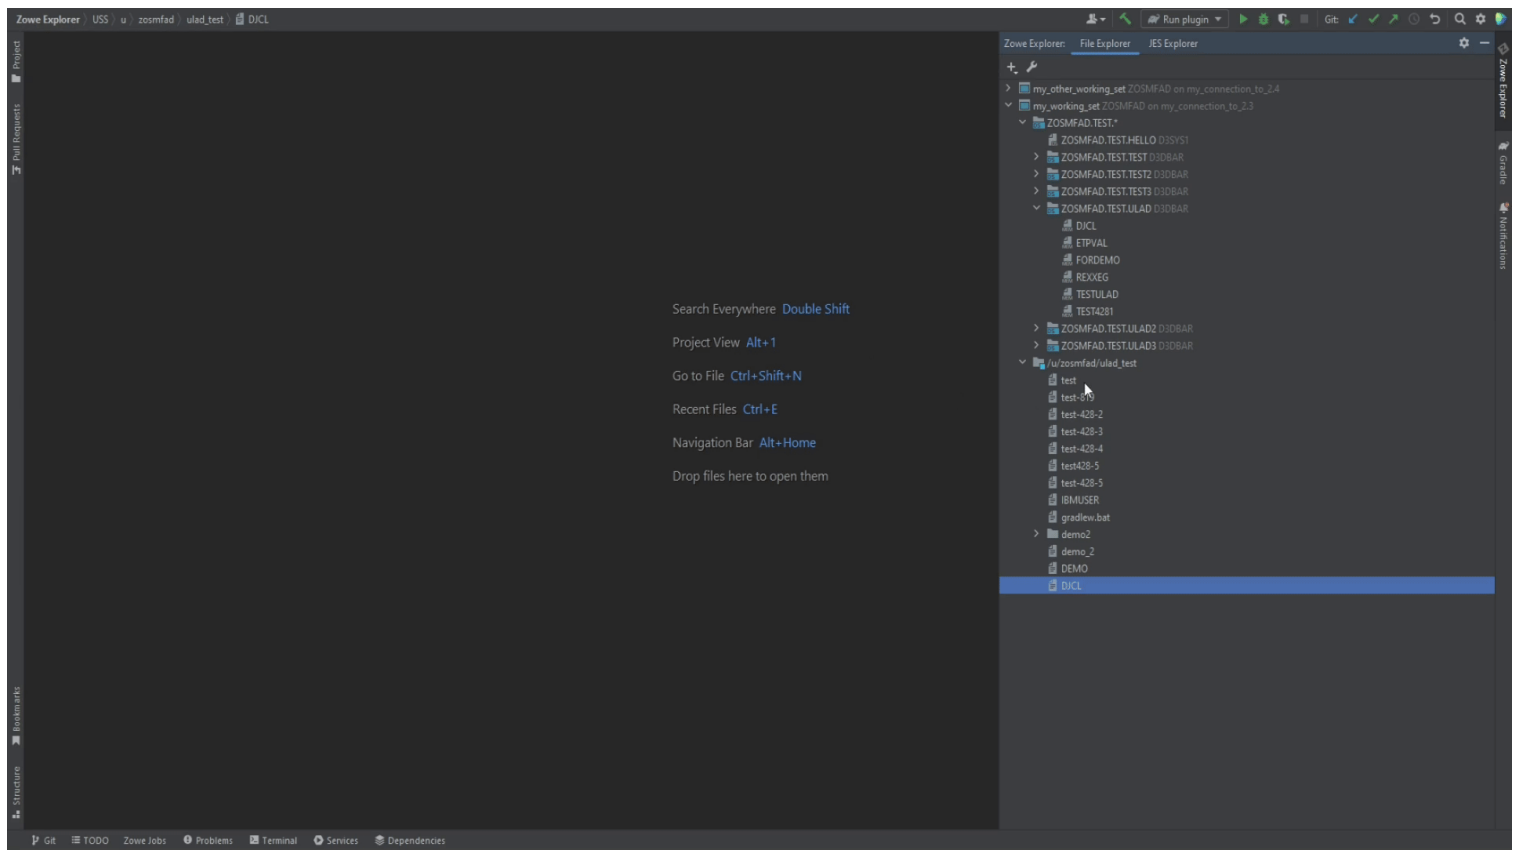 Zowe Explorer USS u zosmfad ulad_test DJCL
Run plugin Git:
Project
Pull Requests
Bookmarks
Structure
Search Everywhere Double Shift
Project View Alt+1
Go to File Ctrl+Shift+N
Recent Files Ctrl+E
Navigation Bar Alt+Home
Drop files here to open them
Zowe Explorer: File Explorer JES Explorer
my_other_working_set ZOSMFAD on my_connection_to_2.4
my_working_set ZOSMFAD on my_connection_to_2.3
ZOSMFAD.TEST.*
ZOSMFAD.TEST.HELLO D3SYS1
ZOSMFAD.TEST.TEST D3DBAR
ZOSMFAD.TEST.TEST2 D3DBAR
ZOSMFAD.TEST.TEST3 D3DBAR
ZOSMFAD.TEST.ULAD D3DBAR
DJCL
ETPVAL
FORDEMO
REXXEG
TESTULAD
TEST4281
ZOSMFAD.TEST.ULAD2 D3DBAR
ZOSMFAD.TEST.ULAD3 D3DBAR
/u/zosmfad/ulad_test
test
test-819
test-428-2
test-428-3
test-428-4
test428-5
test-428-5
IBMUSER
gradlew.bat
demo2
demo_2
DEMO
DJCL
Zowe Explorer
Gradle
Notifications
Git TODO Zowe Jobs Problems Terminal Services Dependencies